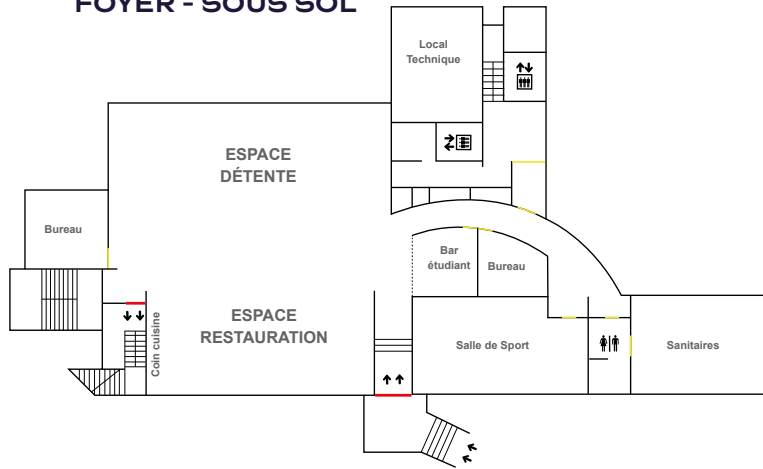 FOYER - SOUS SOL
Local
Technique
ESPACE
DÉTENTE
Bureau
Bar
étudiant
Bureau
ESPACE
RESTAURATION
Coin cuisine
Salle de Sport
Sanitaires